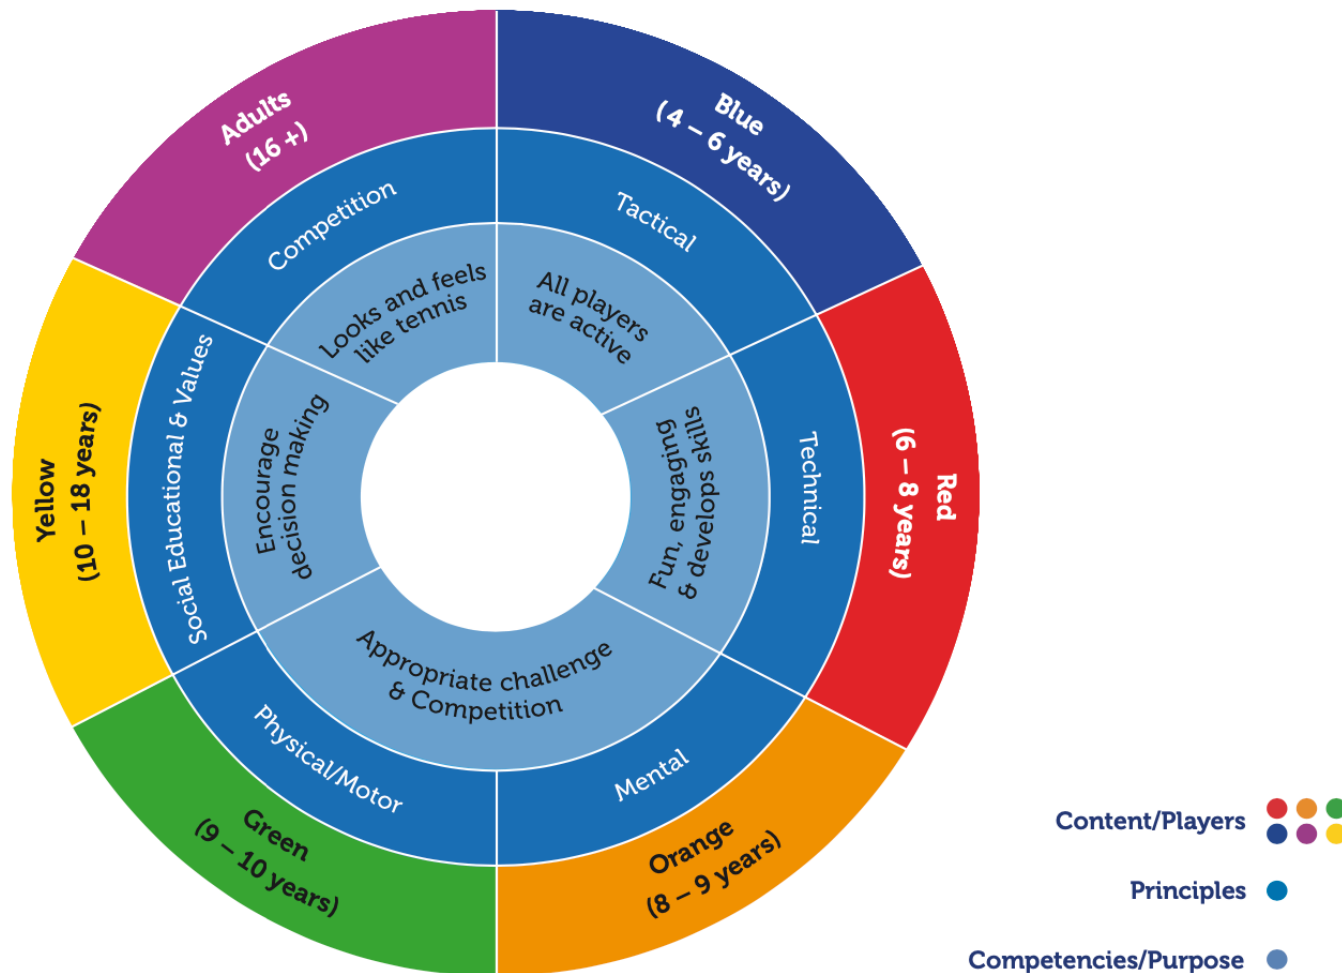 Adults
(16 +)
Blue
(4 – 6 years)
Red
(6 – 8 years)
Orange
(8 – 9 years)
Green
(9 – 10 years)
Yellow
(10 – 18 years)
Competition
Tactical
Technical
Mental
Physical/Motor
Social Educational & Values
Looks and feels
like tennis
All players
are active
Fun, engaging
& develops skills
Appropriate challenge
& Competition
Encourage
decision making
Content/Players
Principles
Competencies/Purpose